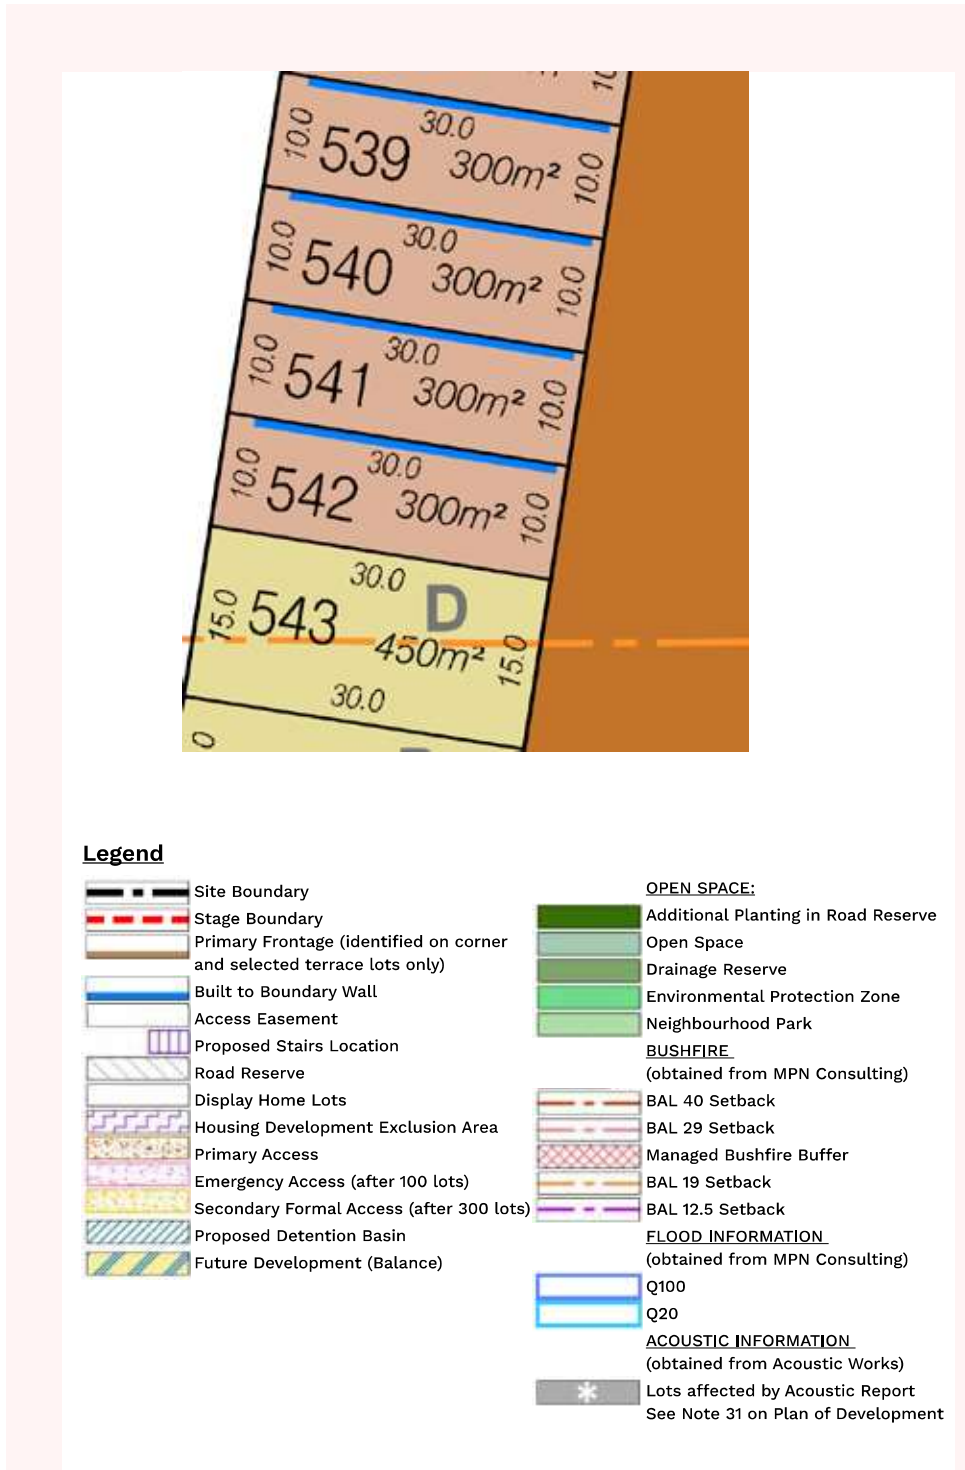 10.0
30.0
539
300m²
10.0
10.0
30.0
540
300m²
10.0
10.0
30.0
541
300m²
10.0
10.0
30.0
542
300m²
10.0
30.0
D
15.0
543
450m²
15.0
30.0
0
Legend
Site Boundary
Stage Boundary
Primary Frontage (identified on corner
and selected terrace lots only)
Built to Boundary Wall
Access Easement
Proposed Stairs Location
Road Reserve
Display Home Lots
Housing Development Exclusion Area
Primary Access
Emergency Access (after 100 lots)
Secondary Formal Access (after 300 lots)
Proposed Detention Basin
Future Development (Balance)
OPEN SPACE:
Additional Planting in Road Reserve
Open Space
Drainage Reserve
Environmental Protection Zone
Neighbourhood Park
BUSHFIRE
(obtained from MPN Consulting)
BAL 40 Setback
BAL 29 Setback
Managed Bushfire Buffer
BAL 19 Setback
BAL 12.5 Setback
FLOOD INFORMATION
(obtained from MPN Consulting)
Q100
Q20
ACOUSTIC INFORMATION
(obtained from Acoustic Works)
Lots affected by Acoustic Report
See Note 31 on Plan of Development